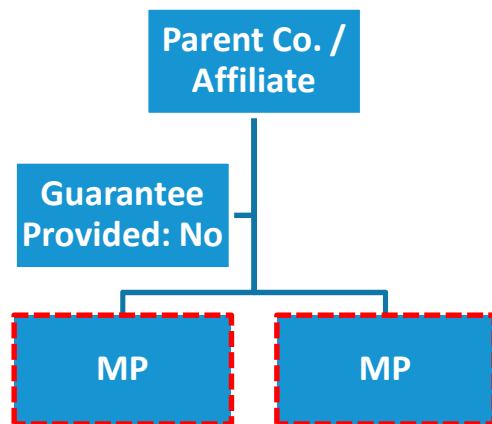 Parent Co. /
Affiliate
Guarantee
Provided: No
MP
MP